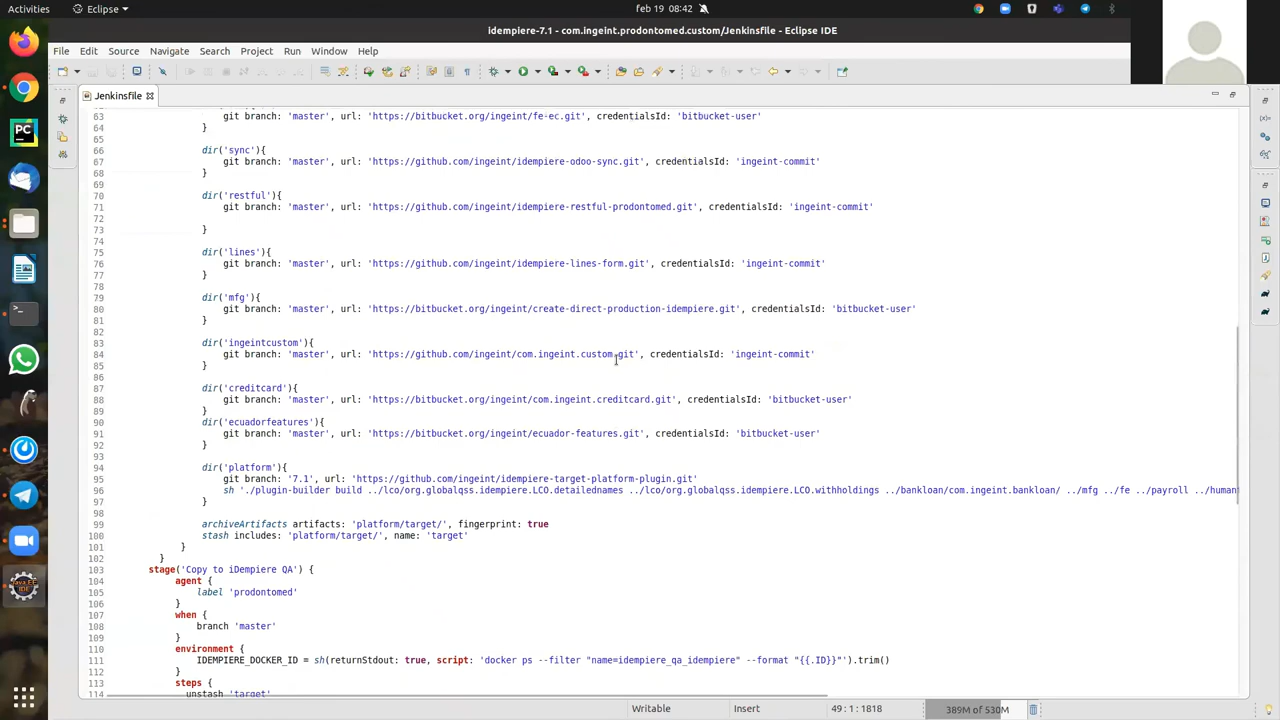 Activities
Eclipse
feb 19 08:42
idempiere-7.1 - com.ingeint.prodontomed.custom/Jenkinsfile - Eclipse IDE
File Edit Source Navigate Search Project Run Window Help
Jenkinsfile
63 git branch: 'master', url: 'https://bitbucket.org/ingeint/fe-ec.git', credentialsId: 'bitbucket-user'
64 }
65
66 dir('sync'){
67 git branch: 'master', url: 'https://github.com/ingeint/idempiere-odoo-sync.git', credentialsId: 'ingeint-commit'
68 }
69
70 dir('restful'){
71 git branch: 'master', url: 'https://github.com/ingeint/idempiere-restful-prodontomed.git', credentialsId: 'ingeint-commit'
72
73 }
74
75 dir('lines'){
76 git branch: 'master', url: 'https://github.com/ingeint/idempiere-lines-form.git', credentialsId: 'ingeint-commit'
77 }
78
79 dir('mfg'){
80 git branch: 'master', url: 'https://bitbucket.org/ingeint/create-direct-production-idempiere.git', credentialsId: 'bitbucket-user'
81 }
82
83 dir('ingeintcustom'){
84 git branch: 'master', url: 'https://github.com/ingeint/com.ingeint.custom.git', credentialsId: 'ingeint-commit'
85 }
86
87 dir('creditcard'){
88 git branch: 'master', url: 'https://bitbucket.org/ingeint/com.ingeint.creditcard.git', credentialsId: 'bitbucket-user'
89 }
90 dir('ecuadorfeatures'){
91 git branch: 'master', url: 'https://bitbucket.org/ingeint/ecuador-features.git', credentialsId: 'bitbucket-user'
92 }
93
94 dir('platform'){
95 git branch: '7.1', url: 'https://github.com/ingeint/idempiere-target-platform-plugin.git'
96 sh './plugin-builder build ../lco/org.globalqss.idempiere.LCO.detailednames ../lco/org.globalqss.idempiere.LCO.withholdings ../bankloan/com.ingeint.bankloan/ ../mfg ../fe ../payroll ../human
97 }
98
99 archiveArtifacts artifacts: 'platform/target/', fingerprint: true
100 stash includes: 'platform/target/', name: 'target'
101 }
102 }
103 stage('Copy to iDempiere QA') {
104 agent {
105 label 'prodontomed'
106 }
107 when {
108 branch 'master'
109 }
110 environment {
111 IDEMPIERE_DOCKER_ID = sh(returnStdout: true, script: 'docker ps --filter "name=idempiere_qa_idempiere" --format "{{.ID}}"').trim()
112 }
113 steps {
114 unstash 'target'
Writable Insert 49 : 1 : 1818 389M of 530M